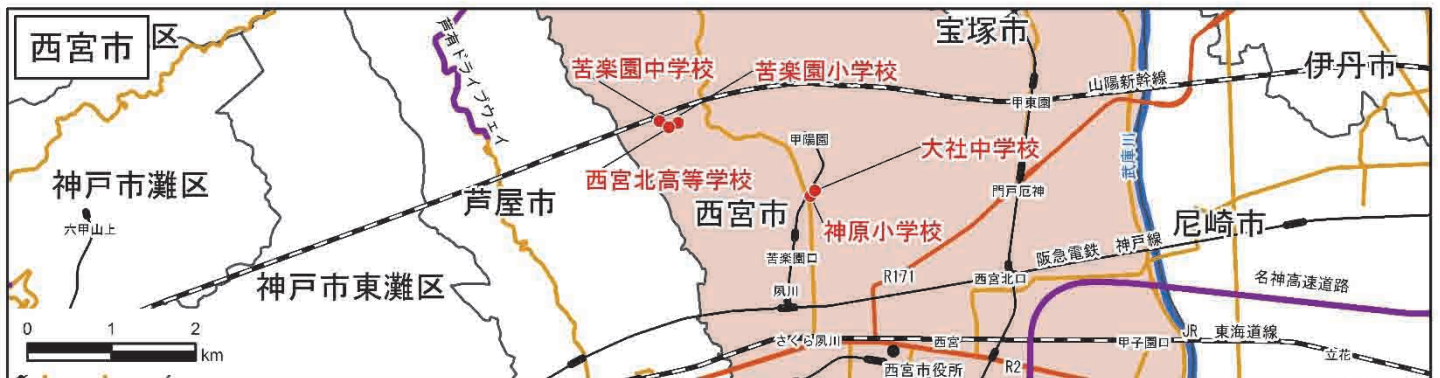 西宮市
区
宝塚市
芦有ドライブウェイ
伊丹市
苦楽園中学校
苦楽園小学校
山陽新幹線
甲東園
甲陽園
大社中学校
武庫川
神戸市灘区
西宮北高等学校
門戸厄神
芦屋市
西宮市
尼崎市
六甲山上
神原小学校
阪急電鉄 神戸線
苦楽園口
R171
西宮北口
名神高速道路
神戸市東灘区
夙川
0 1 2
km
さくら夙川
西宮
甲子園口
JR 東海道線
立花
西宮市役所
R2